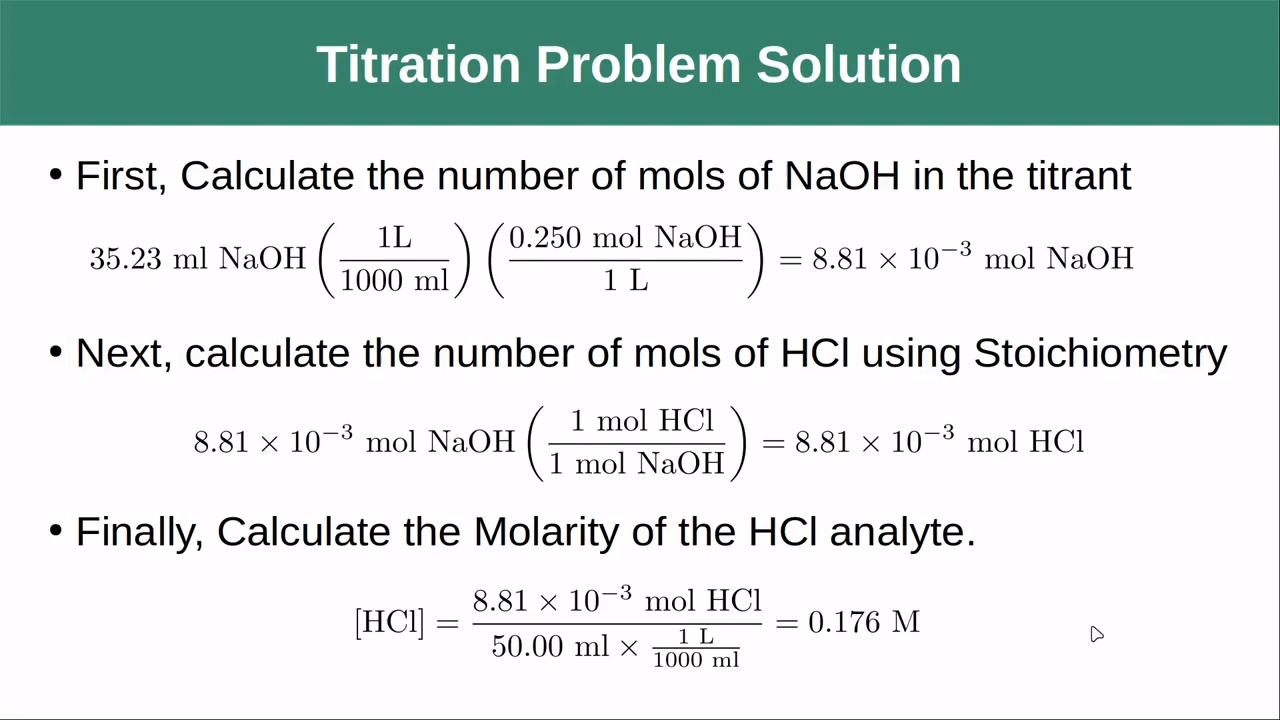 Titration Problem Solution
• First, Calculate the number of mols of NaOH in the titrant
35.23 ml NaOH (1L / 1000 ml) (0.250 mol NaOH / 1 L) = 8.81 × 10⁻³ mol NaOH
• Next, calculate the number of mols of HCl using Stoichiometry
8.81 × 10⁻³ mol NaOH (1 mol HCl / 1 mol NaOH) = 8.81 × 10⁻³ mol HCl
• Finally, Calculate the Molarity of the HCl analyte.
[HCl] = 8.81 × 10⁻³ mol HCl / 50.00 ml × 1 L / 1000 ml = 0.176 M